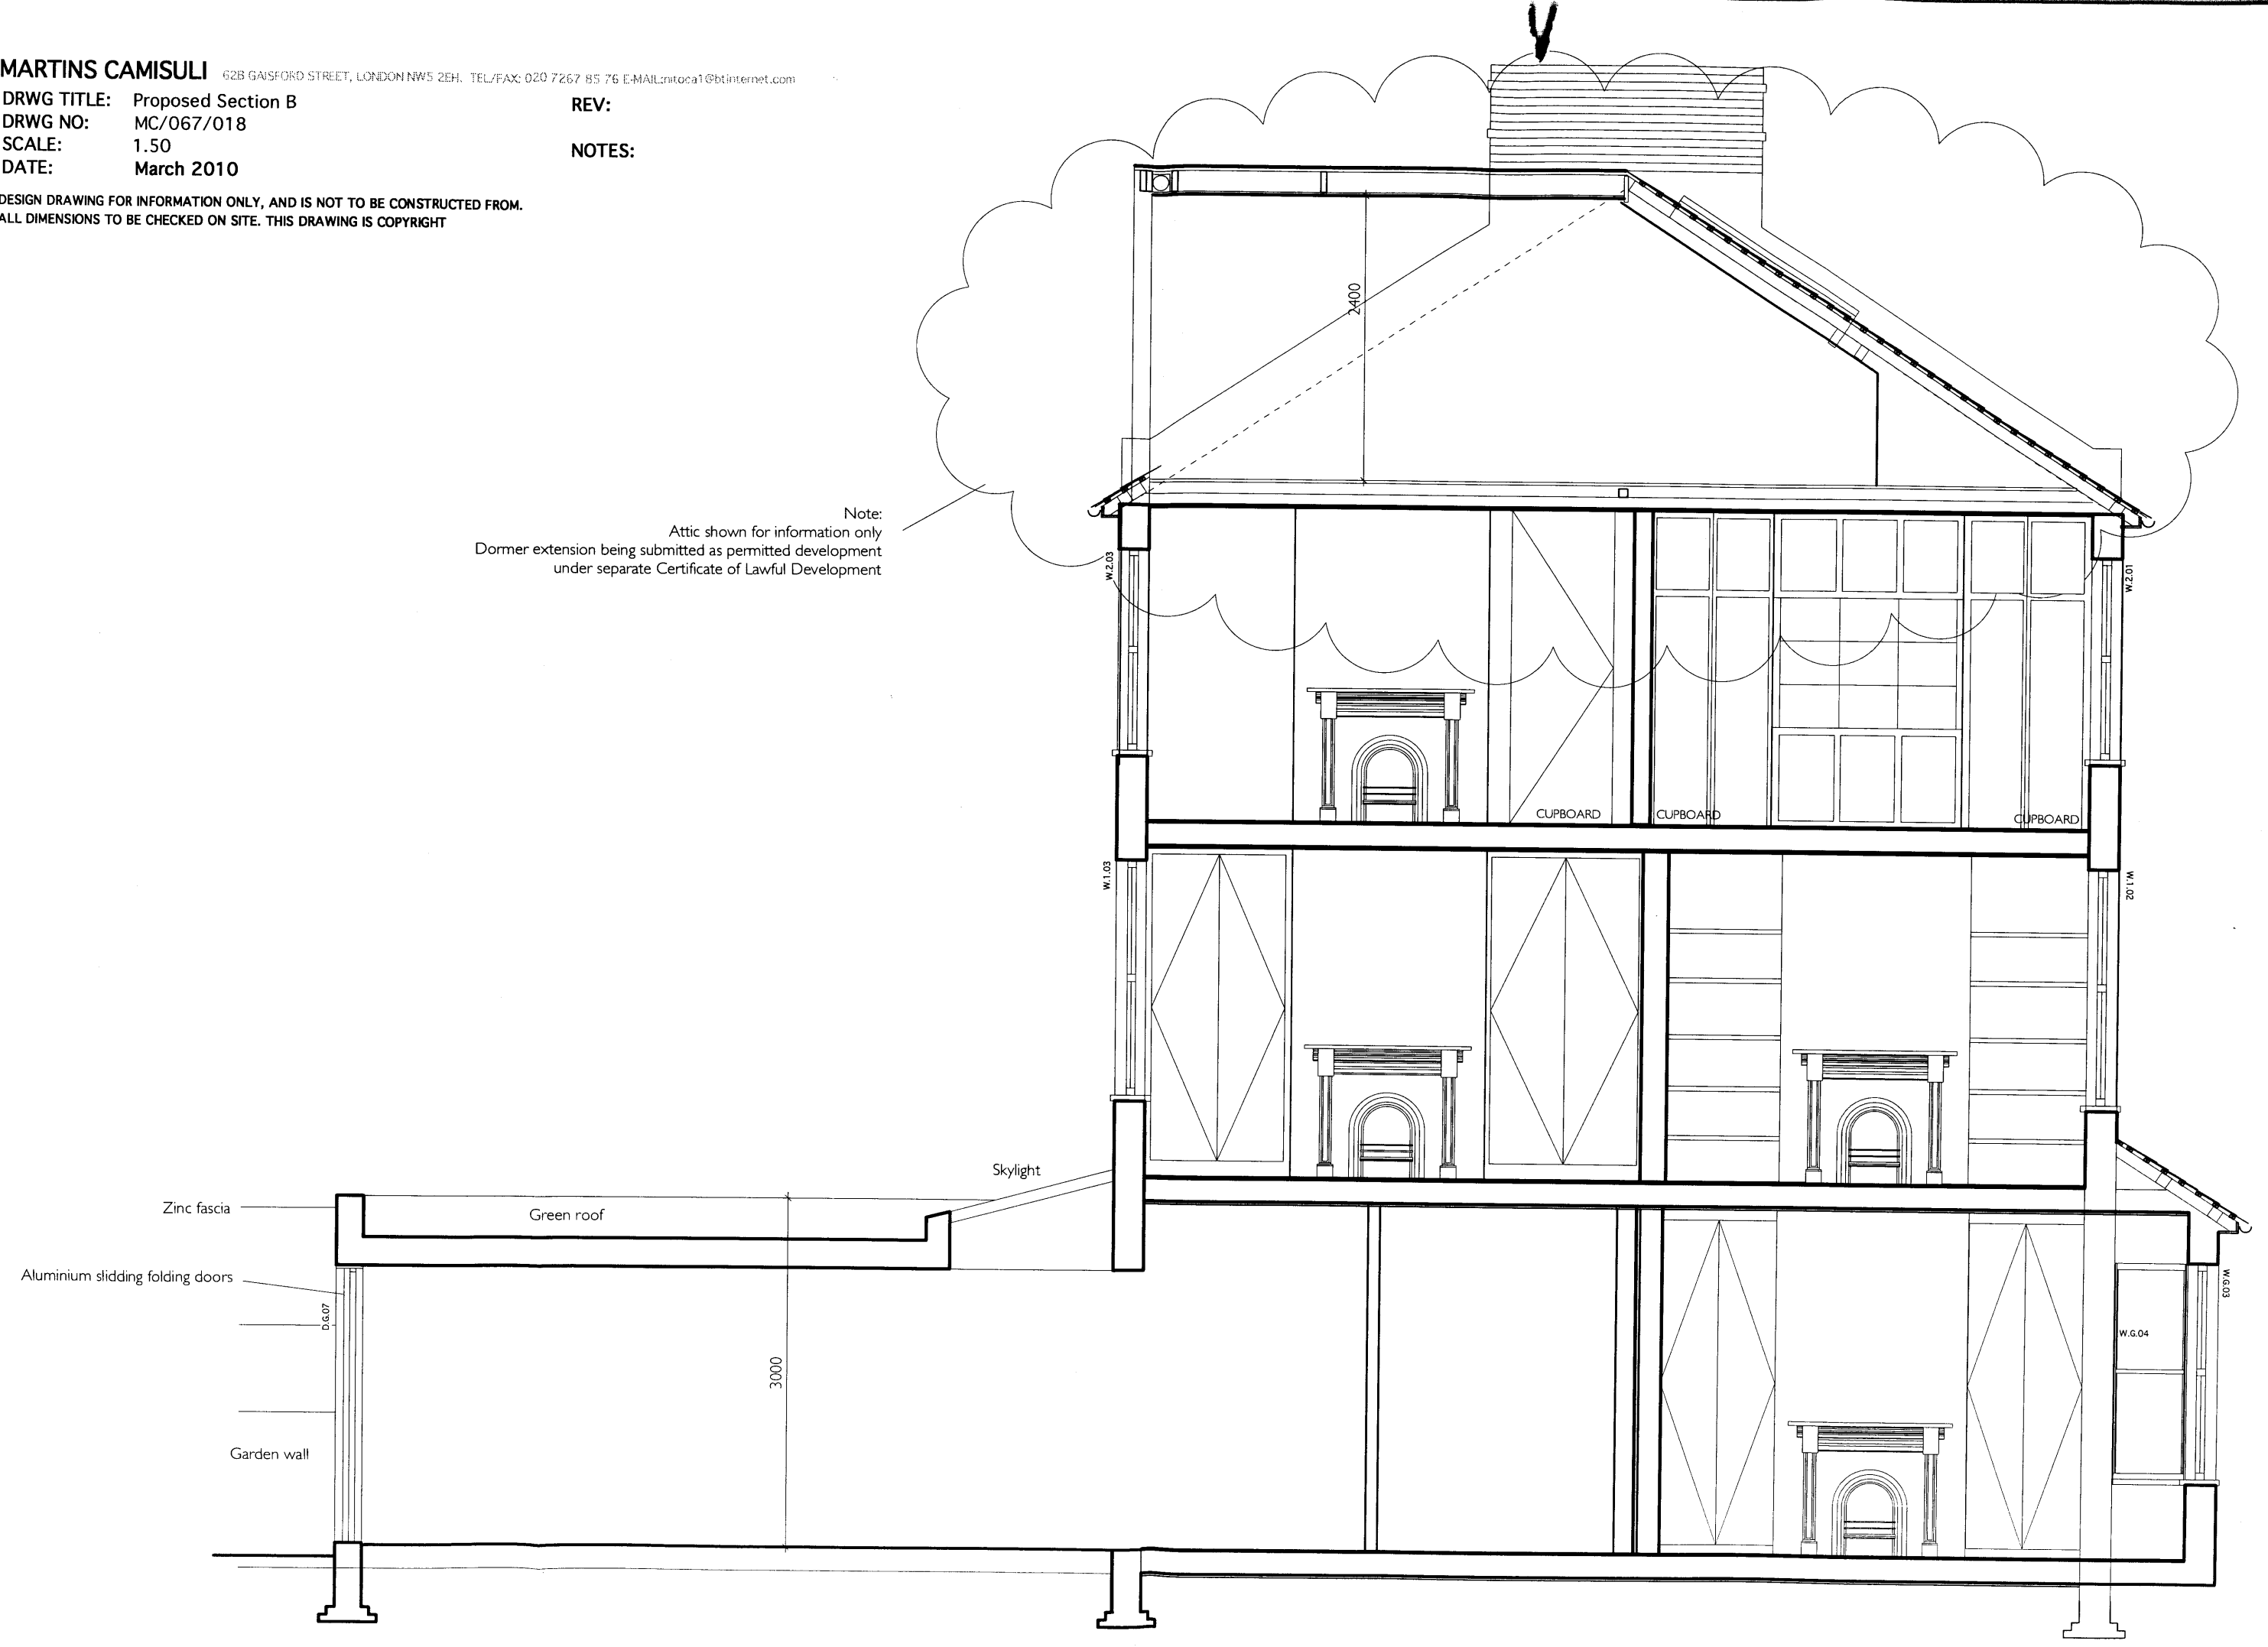 MARTINS CAMISULI 62B GAISFORD STREET, LONDON NW5 2EH. TEL/FAX: 020 7267 85 76 E-MAIL:nitoca1@btinternet.com
DRWG TITLE: Proposed Section B
DRWG NO: MC/067/018
SCALE: 1.50
DATE: March 2010
REV:
NOTES:
DESIGN DRAWING FOR INFORMATION ONLY, AND IS NOT TO BE CONSTRUCTED FROM.
ALL DIMENSIONS TO BE CHECKED ON SITE. THIS DRAWING IS COPYRIGHT
2400
Note:
Attic shown for information only
Dormer extension being submitted as permitted development
under separate Certificate of Lawful Development
W.2.03
W.2.01
CUPBOARD
CUPBOARD
CUPBOARD
W.1.03
W.1.02
Skylight
Zinc fascia
Green roof
Aluminium slidding folding doors
D.G.07
W.G.03
W.G.04
3000
Garden wall